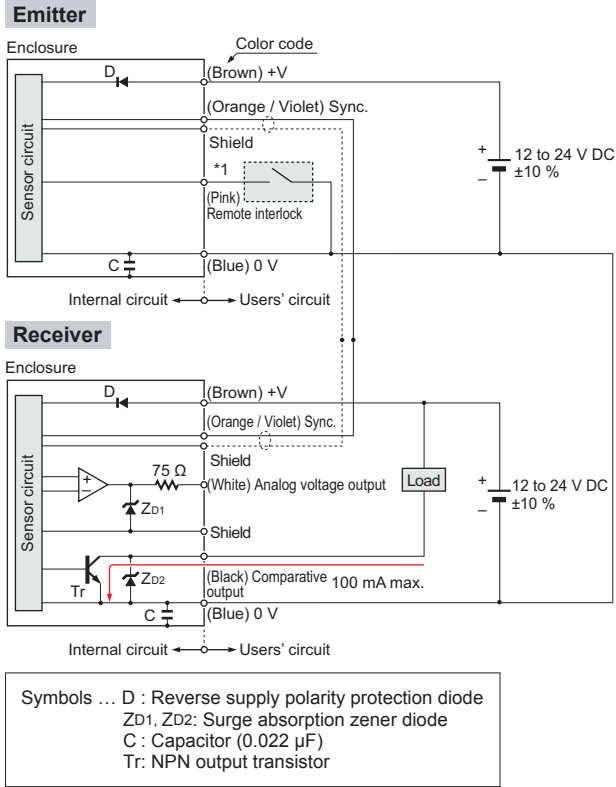 Emitter
Enclosure
Color code
D
(Brown) +V
(Orange / Violet) Sync.
Shield
*1
(Pink)
Remote interlock
Sensor circuit
+
12 to 24 V DC
–
±10 %
C
(Blue) 0 V
Internal circuit
Users' circuit
Receiver
Enclosure
D
(Brown) +V
(Orange / Violet) Sync.
Shield
75 Ω
+
–
(White) Analog voltage output
Load
Sensor circuit
+
12 to 24 V DC
–
±10 %
ZD1
Shield
Tr
ZD2
(Black) Comparative
output
100 mA max.
C
(Blue) 0 V
Internal circuit
Users' circuit
Symbols … D : Reverse supply polarity protection diode
ZD1, ZD2: Surge absorption zener diode
C : Capacitor (0.022 μF)
Tr: NPN output transistor